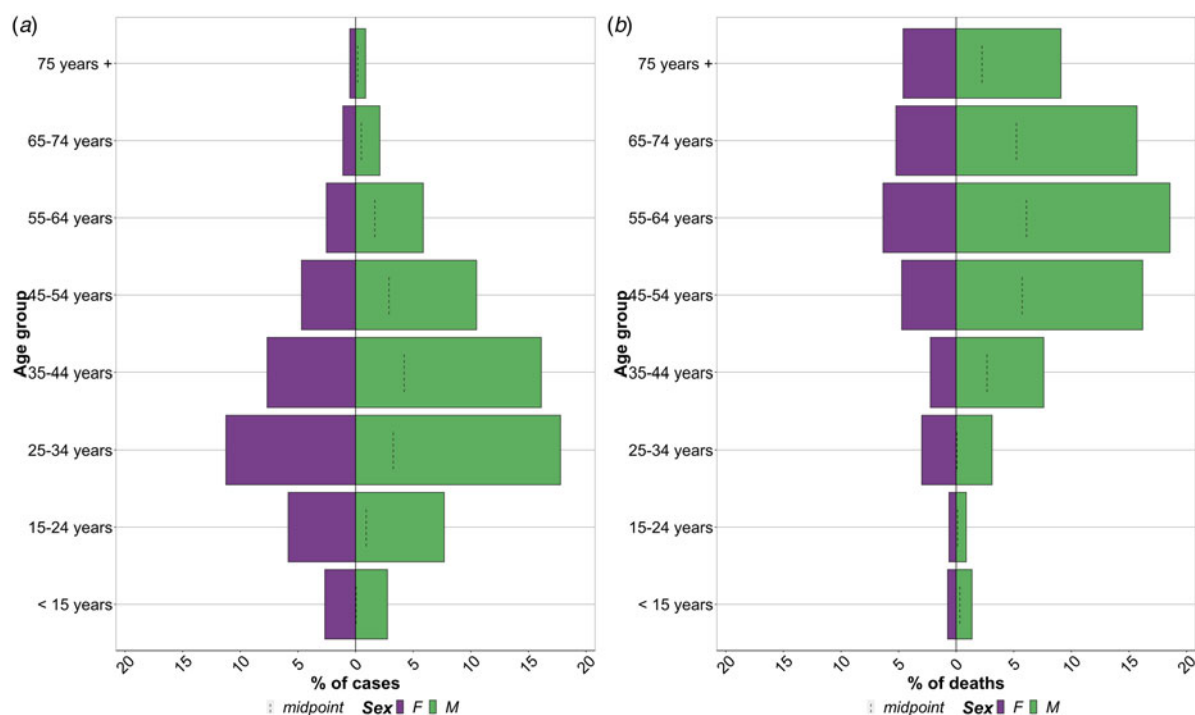 (a)
Age group
75 years +
65-74 years
55-64 years
45-54 years
35-44 years
25-34 years
15-24 years
< 15 years
20 15 10 5 0 5 10 15 20
% of cases
midpoint Sex F M
(b)
Age group
75 years +
65-74 years
55-64 years
45-54 years
35-44 years
25-34 years
15-24 years
< 15 years
20 15 10 5 0 5 10 15 20
% of deaths
midpoint Sex F M